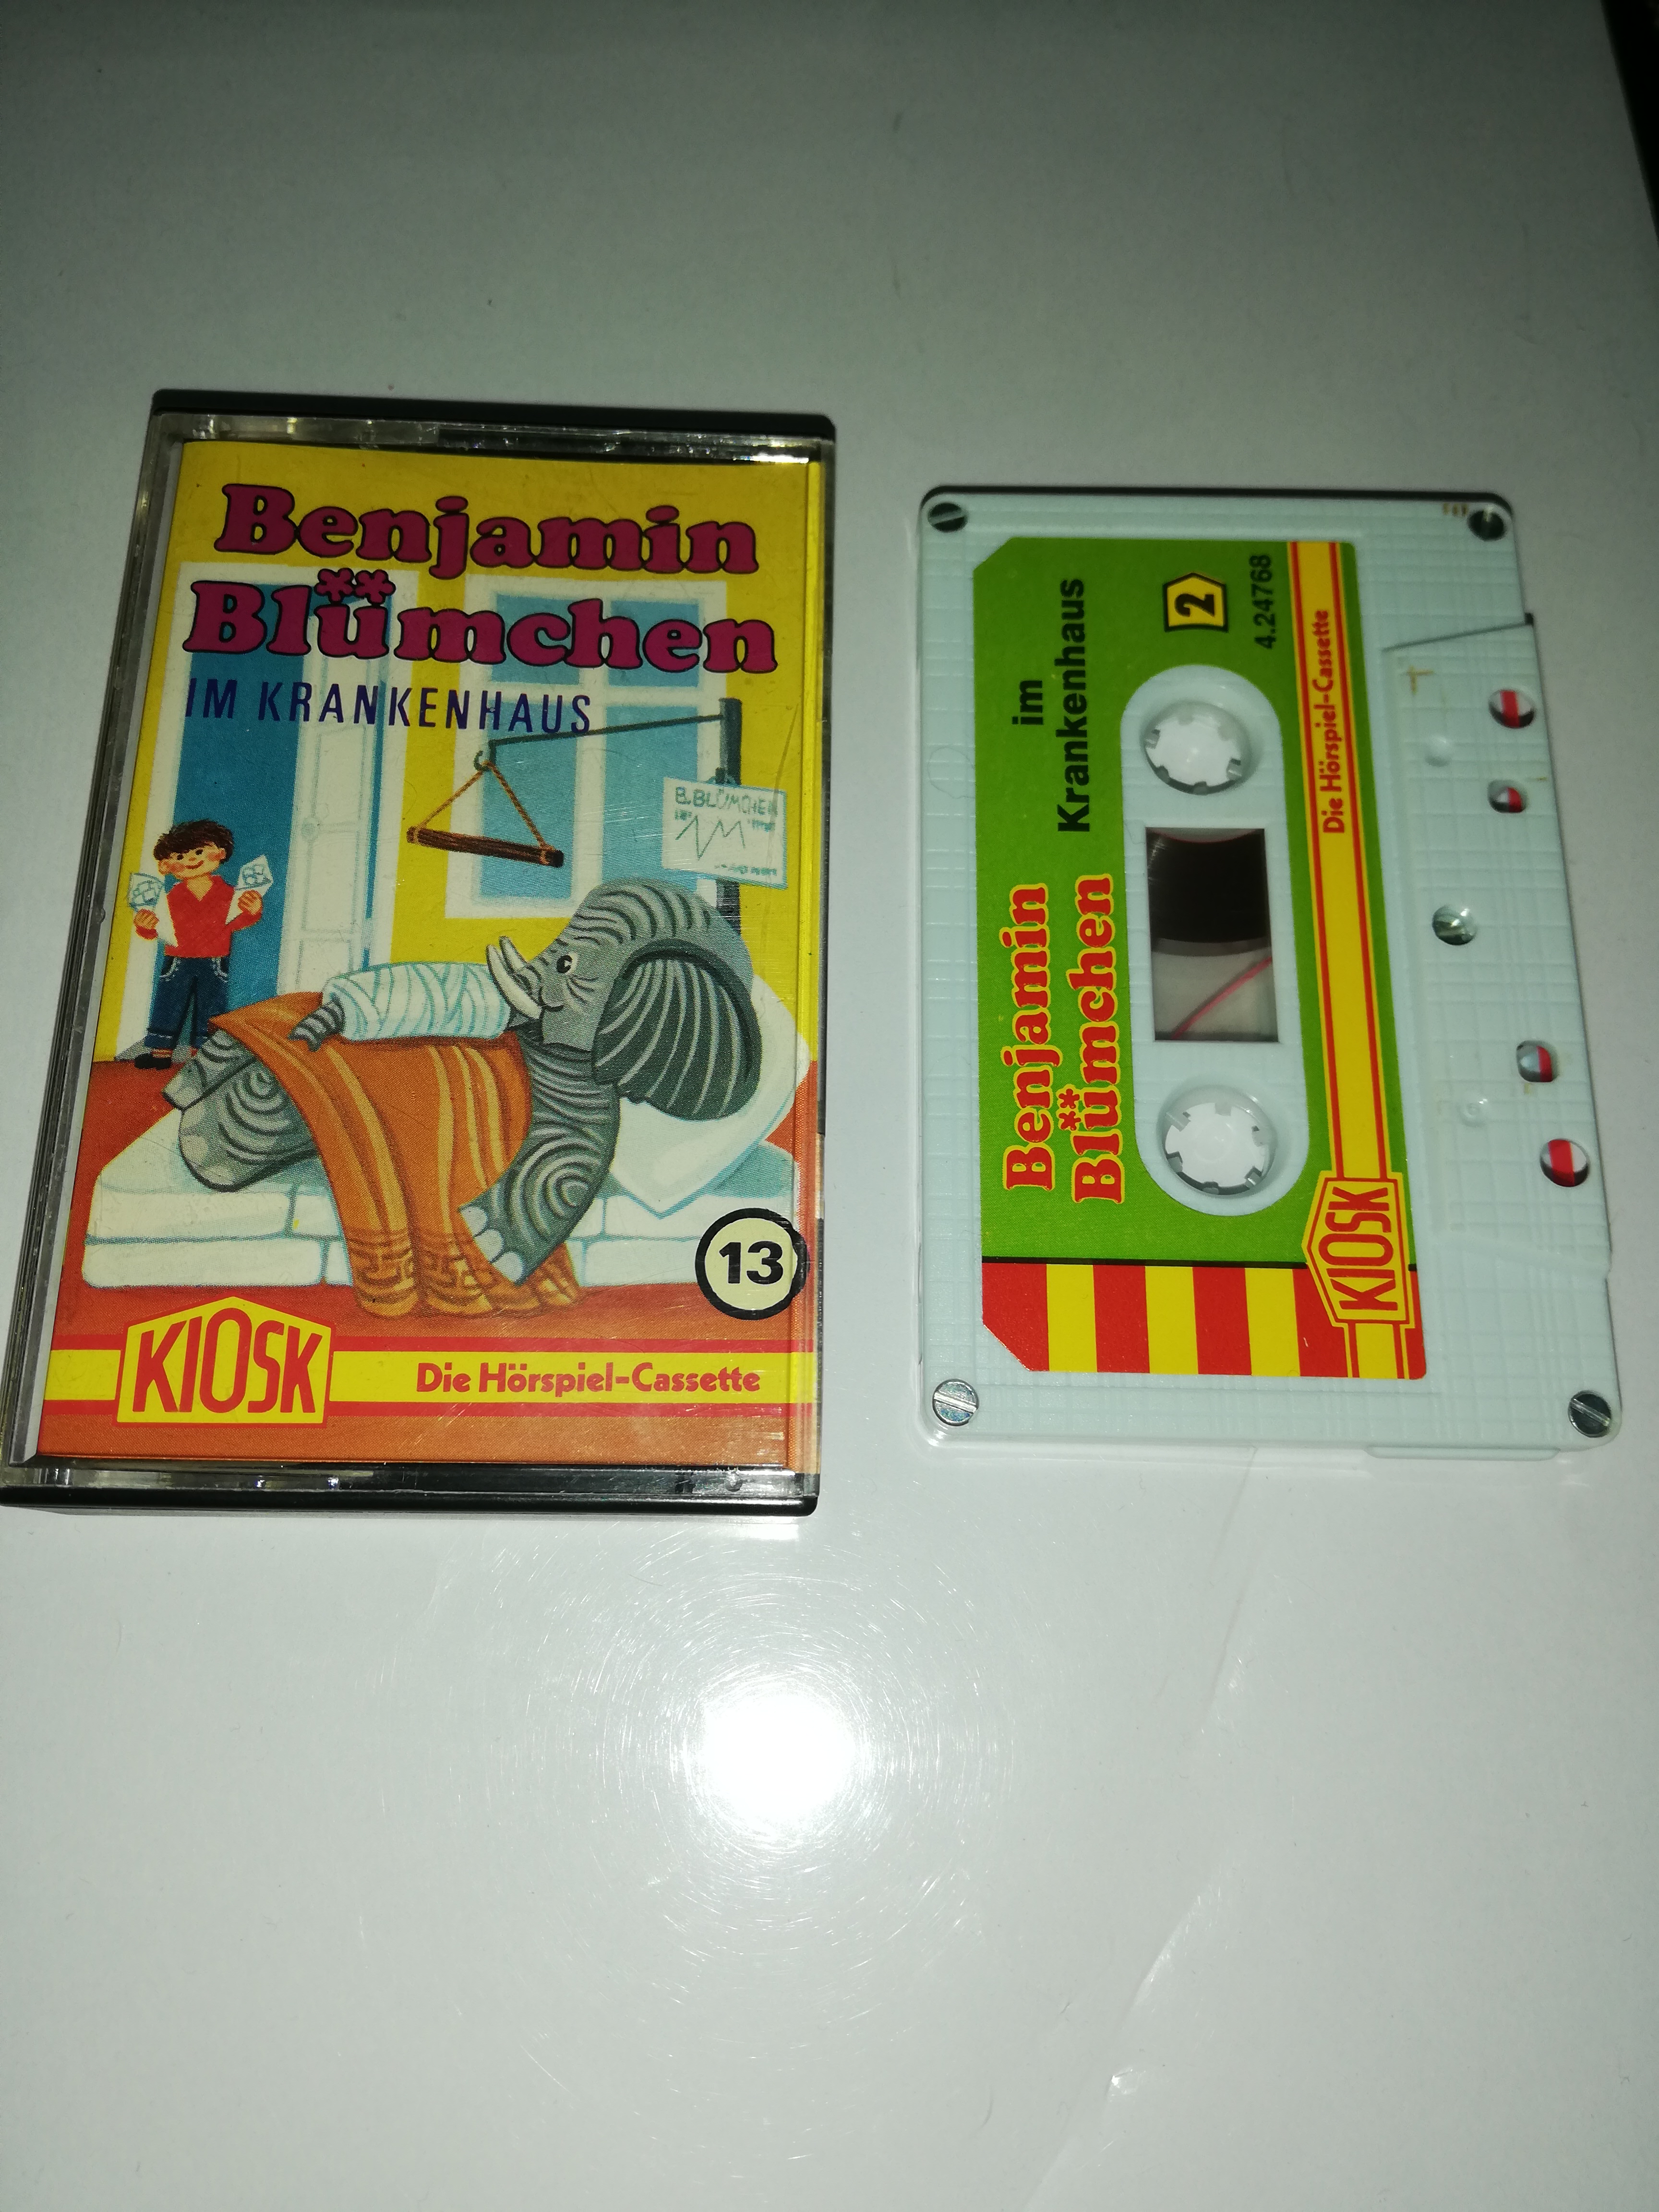 Benjamin
Blümchen
IM KRANKENHAUS
B.BLÜMCHEN
13
KIOSK
Die Hörspiel-Cassette
Benjamin
Blümchen
im
Krankenhaus
2
4.24768
KIOSK
Die Hörspiel-Cassette